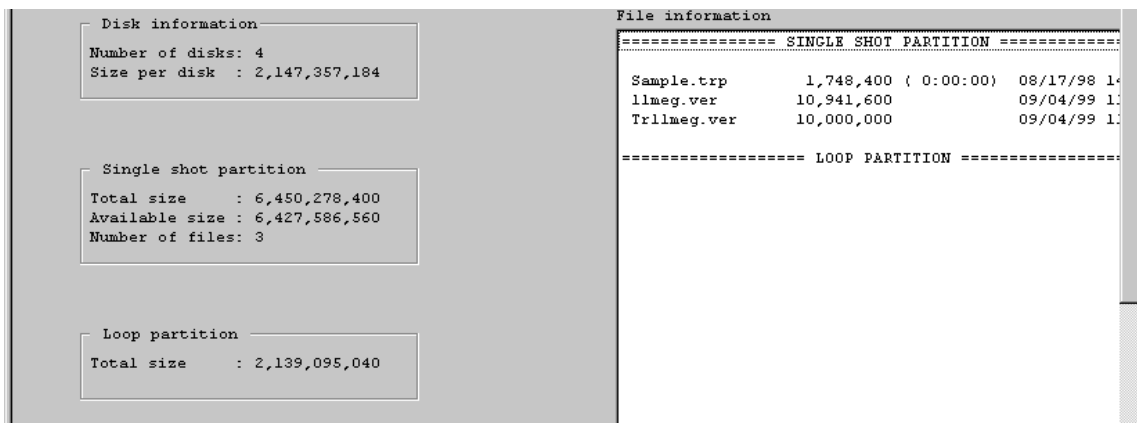 Disk information
Number of disks: 4
Size per disk  : 2,147,357,184
Single shot partition
Total size     : 6,450,278,400
Available size : 6,427,586,560
Number of files: 3
Loop partition
Total size     : 2,139,095,040
File information
================ SINGLE SHOT PARTITION =============
Sample.trp        1,748,400 ( 0:00:00)  08/17/98
llmeg.ver        10,941,600             09/04/99
Trllmeg.ver      10,000,000             09/04/99
=================== LOOP PARTITION =================